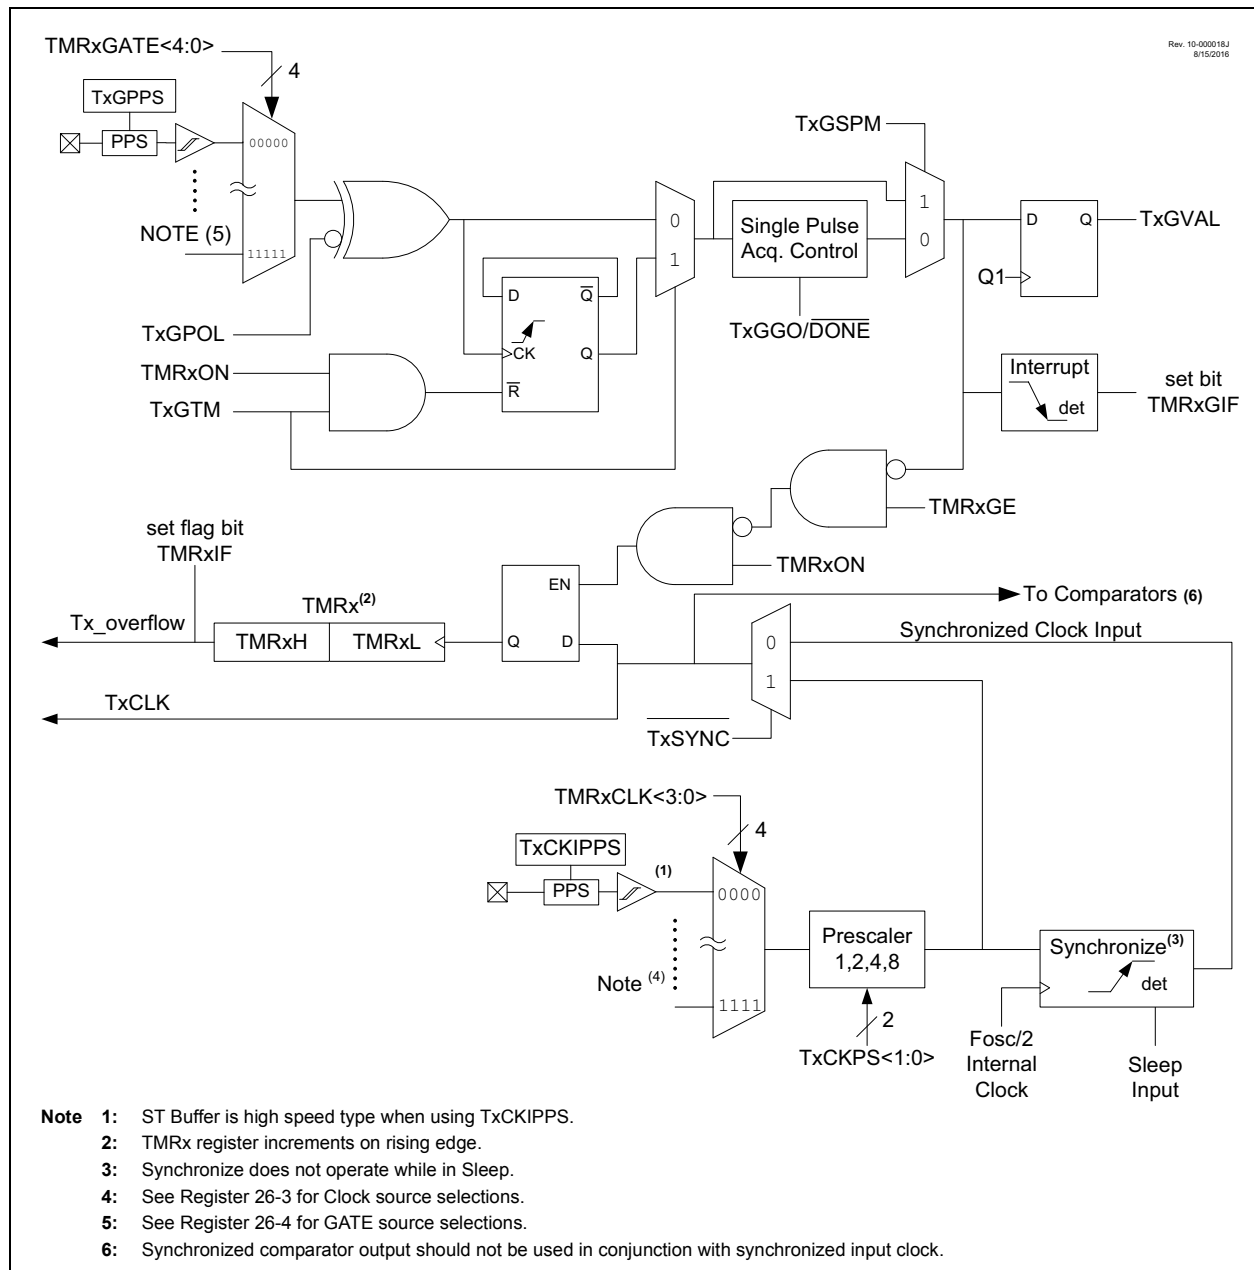 Rev. 10-000018J
8/15/2016
TMRxGATE<4:0>
4
TxGPPS
PPS
00000
NOTE (5)
11111
TxGPOL
TMRxON
TxGTM
D
Q
CK
Q
R
0
1
TxGSPM
Single Pulse
Acq. Control
TxGGO/DONE
1
0
D
Q
Q1
TxGVAL
Interrupt
det
set bit
TMRxGIF
TMRxGE
TMRxON
set flag bit
TMRxIF
Tx_overflow
TMRx(2)
TMRxH
TMRxL
EN
Q
D
To Comparators (6)
Synchronized Clock Input
0
1
TxCLK
TxSYNC
TMRxCLK<3:0>
4
TxCKIPPS
PPS
(1)
0000
Note (4)
1111
Prescaler
1,2,4,8
2
TxCKPS<1:0>
Synchronize(3)
det
Fosc/2
Internal
Clock
Sleep
Input
Note 1: ST Buffer is high speed type when using TxCKIPPS.
2: TMRx register increments on rising edge.
3: Synchronize does not operate while in Sleep.
4: See Register 26-3 for Clock source selections.
5: See Register 26-4 for GATE source selections.
6: Synchronized comparator output should not be used in conjunction with synchronized input clock.